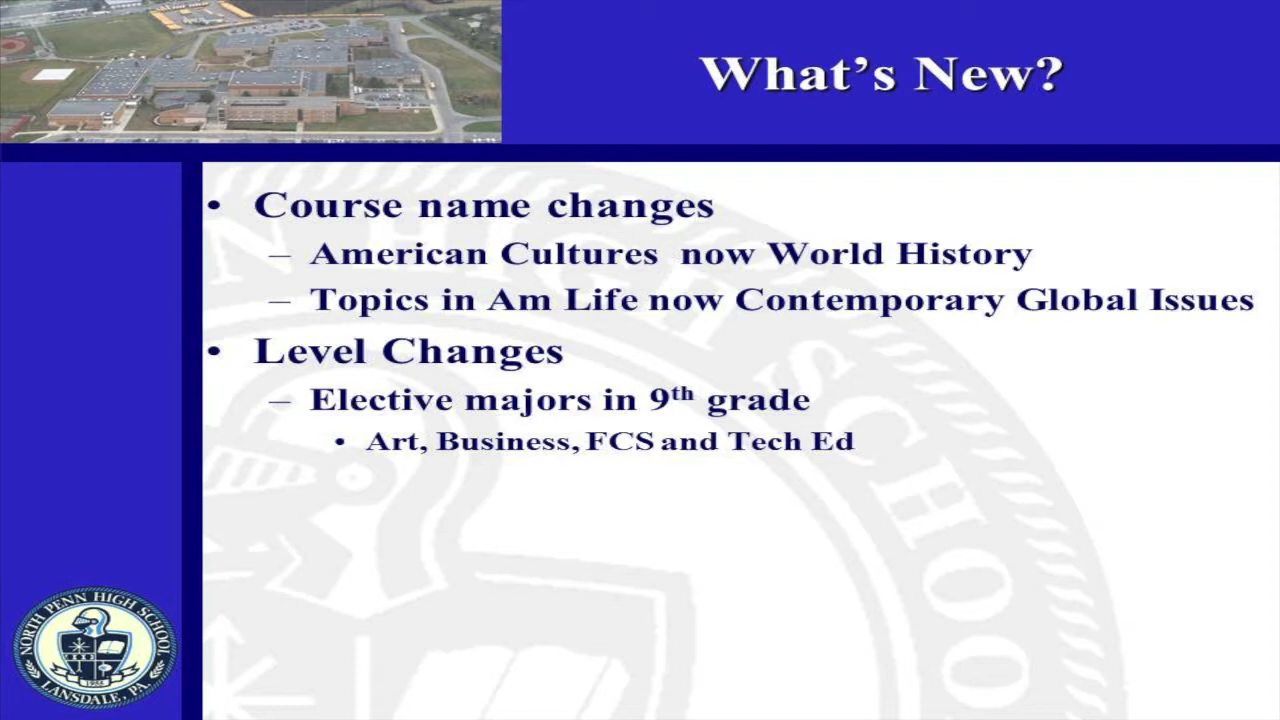 What's New?
• Course name changes
– American Cultures now World History
– Topics in Am Life now Contemporary Global Issues
• Level Changes
– Elective majors in 9th grade
• Art, Business, FCS and Tech Ed
NORTH PENN HIGH SCHOOL
LANSDALE, PA.